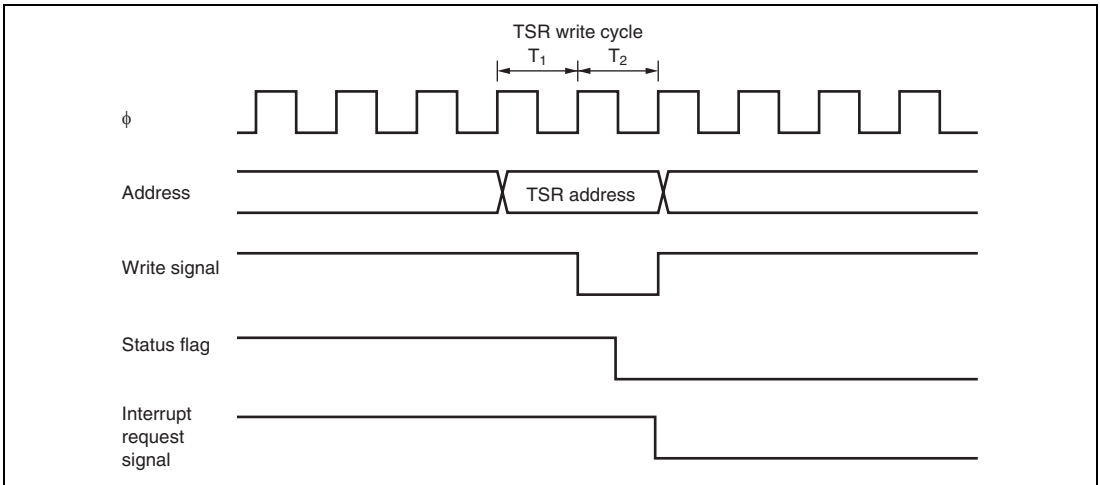 TSR write cycle
T₁ T₂
ϕ
Address
TSR address
Write signal
Status flag
Interrupt
request
signal